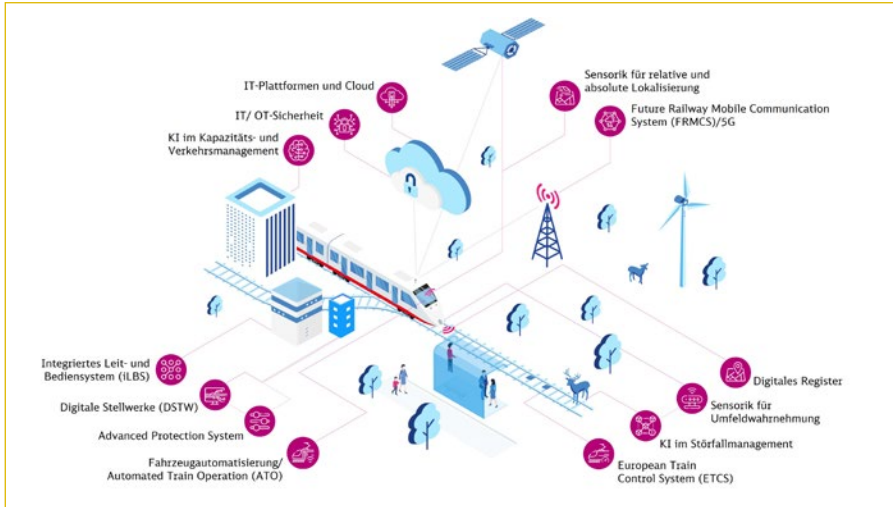 IT-Plattformen und Cloud
IT/ OT-Sicherheit
KI im Kapazitäts- und
Verkehrsmanagement
Sensorik für relative und
absolute Lokalisierung
Future Railway Mobile Communication
System (FRMCS)/5G
Integriertes Leit- und
Bediensystem (iLBS)
Digitale Stellwerke (DSTW)
Advanced Protection System
Fahrzeugautomatisierung/
Automated Train Operation (ATO)
Digitales Register
Sensorik für
Umfeldwahrnehmung
KI im Störfallmanagement
European Train
Control System (ETCS)